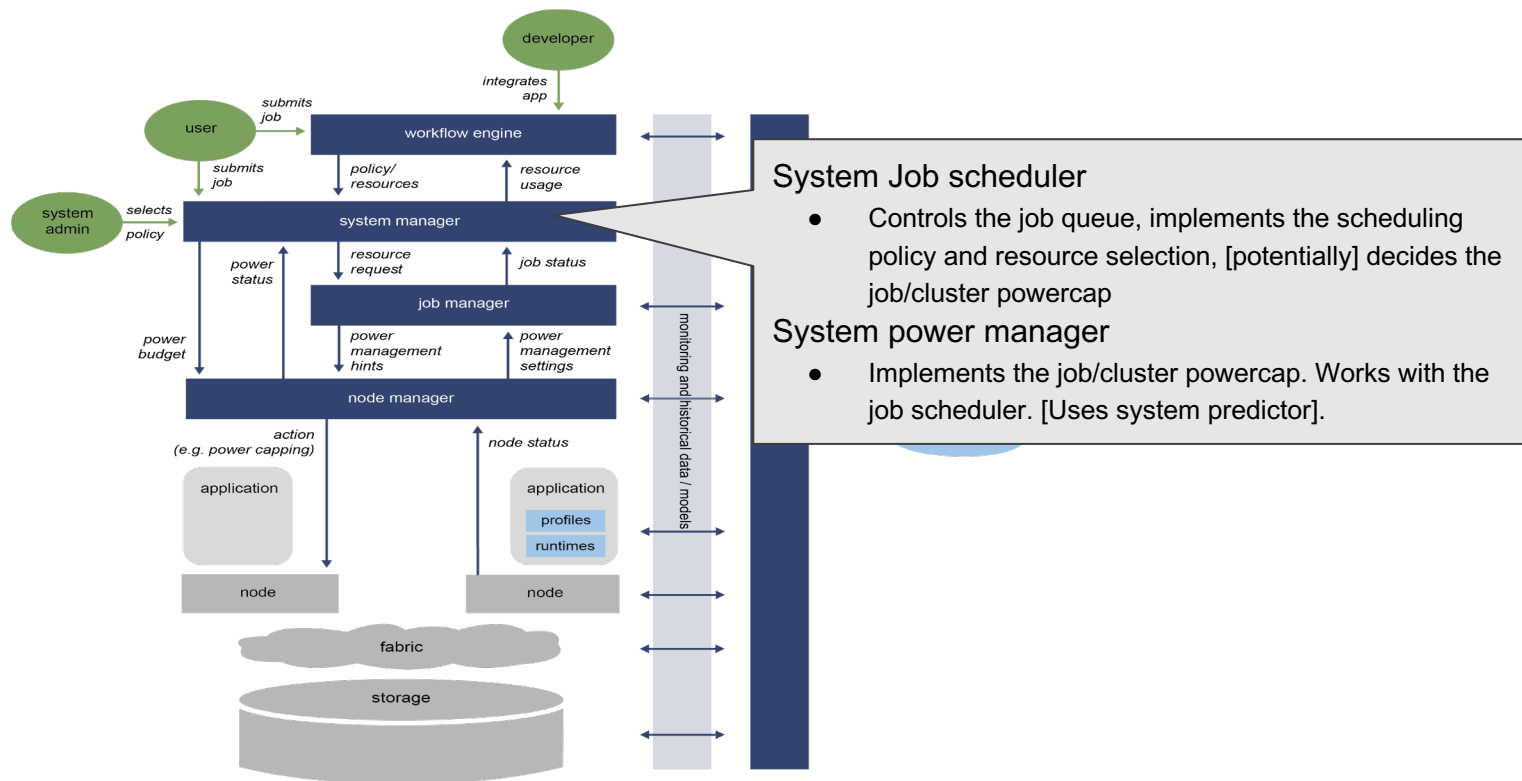 developer
integrates
app
submits
job
user
workflow engine
submits
job
policy/
resources
resource
usage
system
admin
selects
policy
system manager
power
status
resource
request
job status
job manager
power
budget
power
management
hints
power
management
settings
node manager
action
(e.g. power capping)
node status
application
application
profiles
runtimes
node
node
fabric
storage
monitoring and historical data / models
System Job scheduler
● Controls the job queue, implements the scheduling
policy and resource selection, [potentially] decides the
job/cluster powercap
System power manager
● Implements the job/cluster powercap. Works with the
job scheduler. [Uses system predictor].